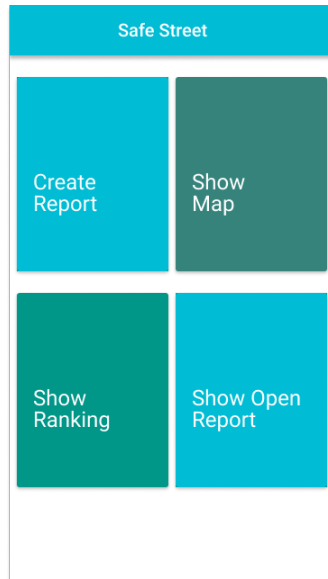 Safe Street
Create
Report
Show
Map
Show
Ranking
Show Open
Report